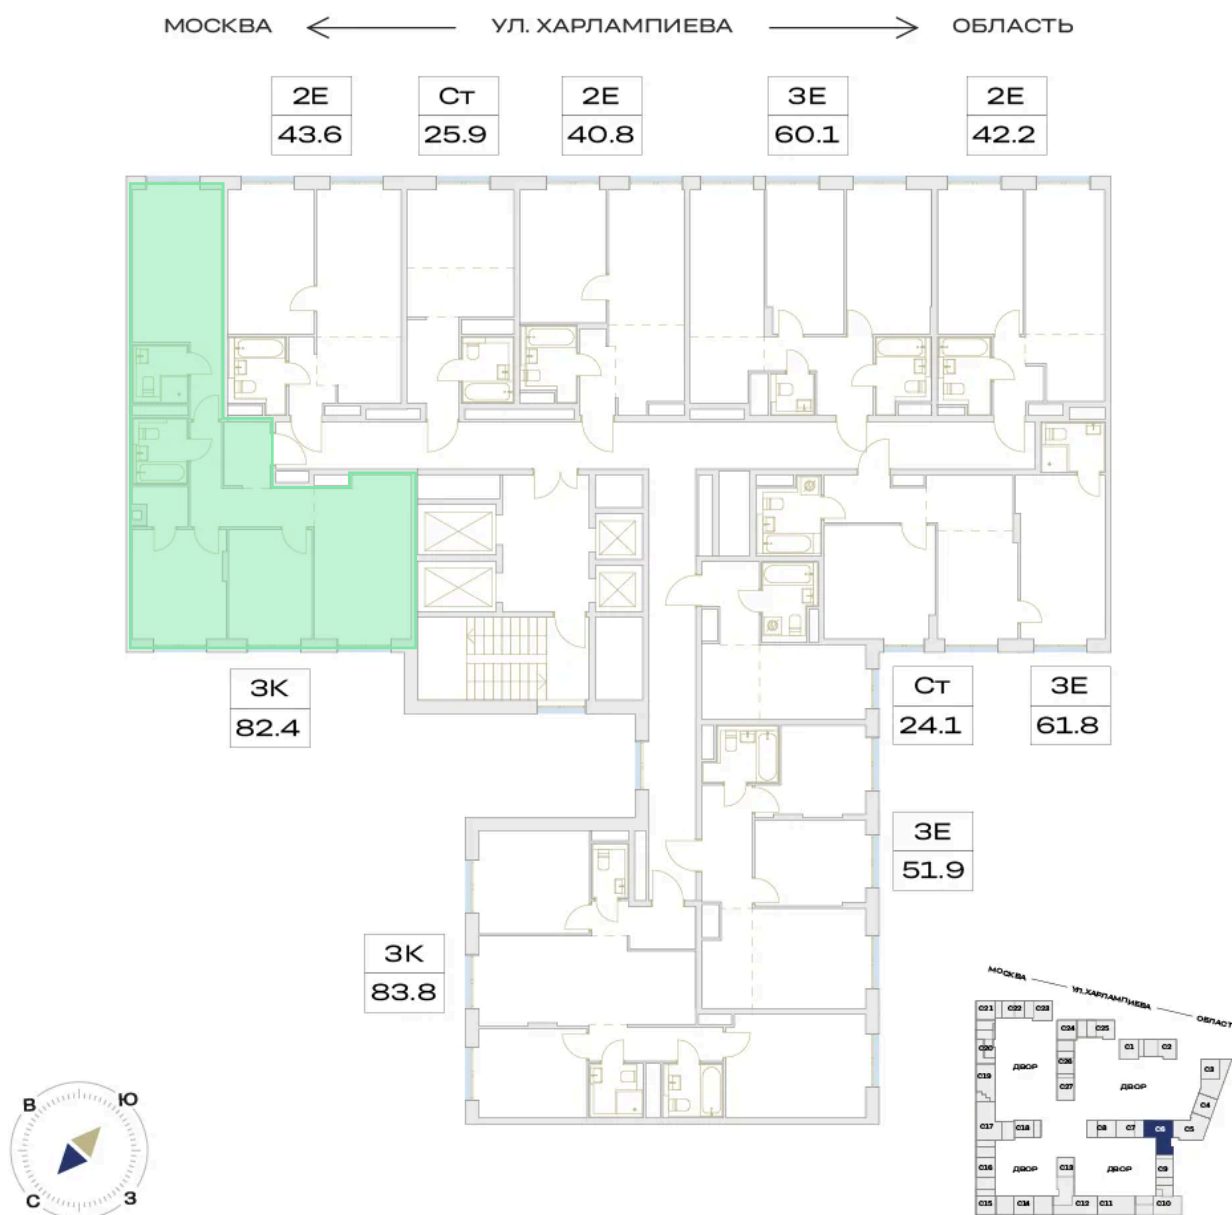 МОСКВА УЛ. ХАРЛАМПИЕВА ОБЛАСТЬ
2Е Ст 2Е 3Е 2Е
43.6 25.9 40.8 60.1 42.2
3К Ст 3Е
82.4 24.1 61.8
3Е
51.9
3К
83.8
МОСКВА УЛ.ХАРЛАМПИЕВА ОБЛАСТ
С21 С22 С23
С24 С25
С1 С2
С20
С26
С3
ДВОР
С19
С27
ДВОР
С4
С17 С18 С8 С7 С6 С5
С16 ДВОР С13 ДВОР С9
С15 С14 С12 С11 С10
В Ю
С З